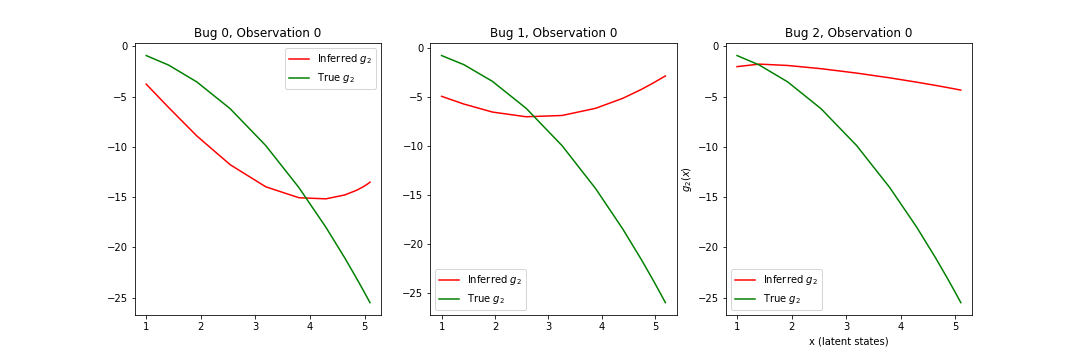 Bug 0, Observation 0
0
−5
−10
−15
−20
−25
1 2 3 4 5
Inferred g₂
True g₂
Bug 1, Observation 0
0
−5
−10
−15
−20
−25
1 2 3 4 5
Inferred g₂
True g₂
Bug 2, Observation 0
g₂(x)
0
−5
−10
−15
−20
−25
1 2 3 4 5
Inferred g₂
True g₂
x (latent states)